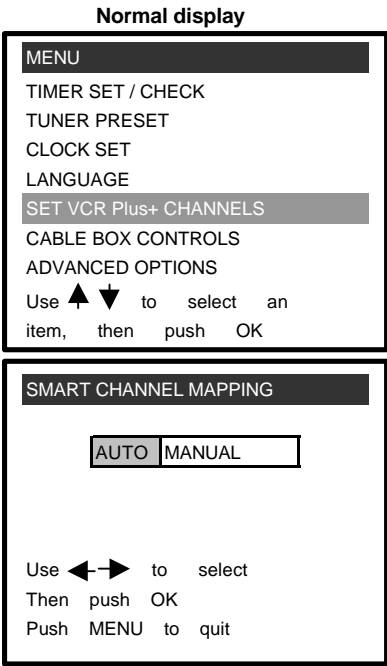 Normal display
MENU
TIMER SET / CHECK
TUNER PRESET
CLOCK SET
LANGUAGE
SET VCR Plus+ CHANNELS
CABLE BOX CONTROLS
ADVANCED OPTIONS
Use ▲ ▼ to select an
item, then push OK
SMART CHANNEL MAPPING
AUTO MANUAL
Use ◄-► to select
Then push OK
Push MENU to quit